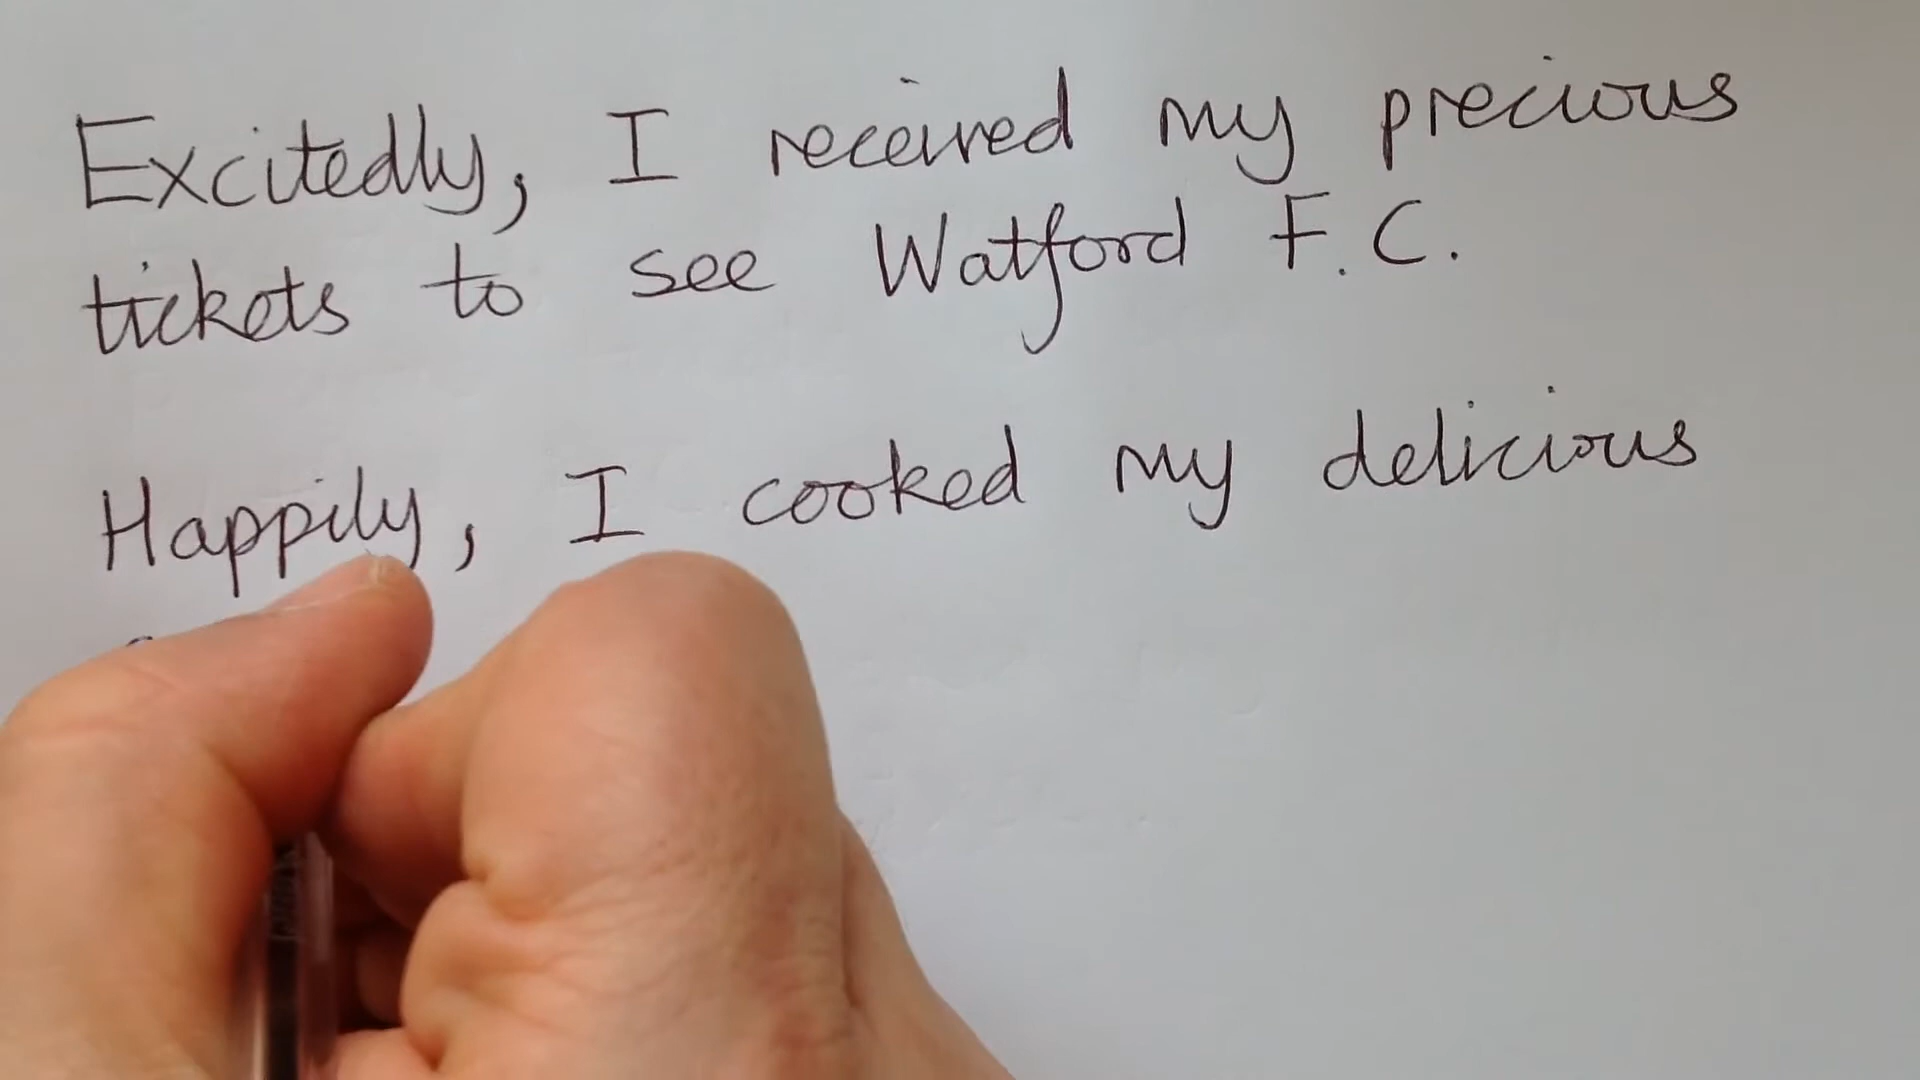 Excitedly, I received my precious
tickets to see Watford F.C.
Happily, I cooked my delicious